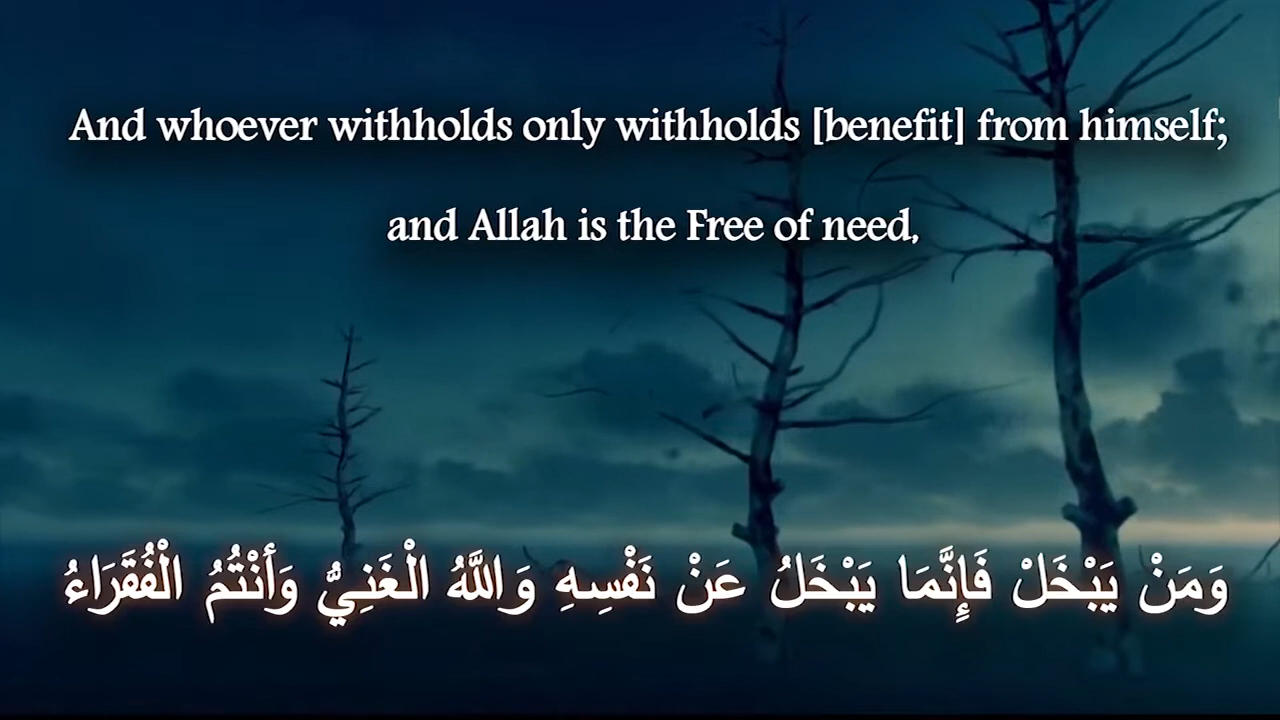 And whoever withholds only withholds [benefit] from himself;
and Allah is the Free of need,
وَمَنْ يَبْخَلْ فَإِنَّمَا يَبْخَلُ عَنْ نَفْسِهِ وَاللَّهُ الْغَنِيُّ وَأَنْتُمُ الْفُقَرَاءُ